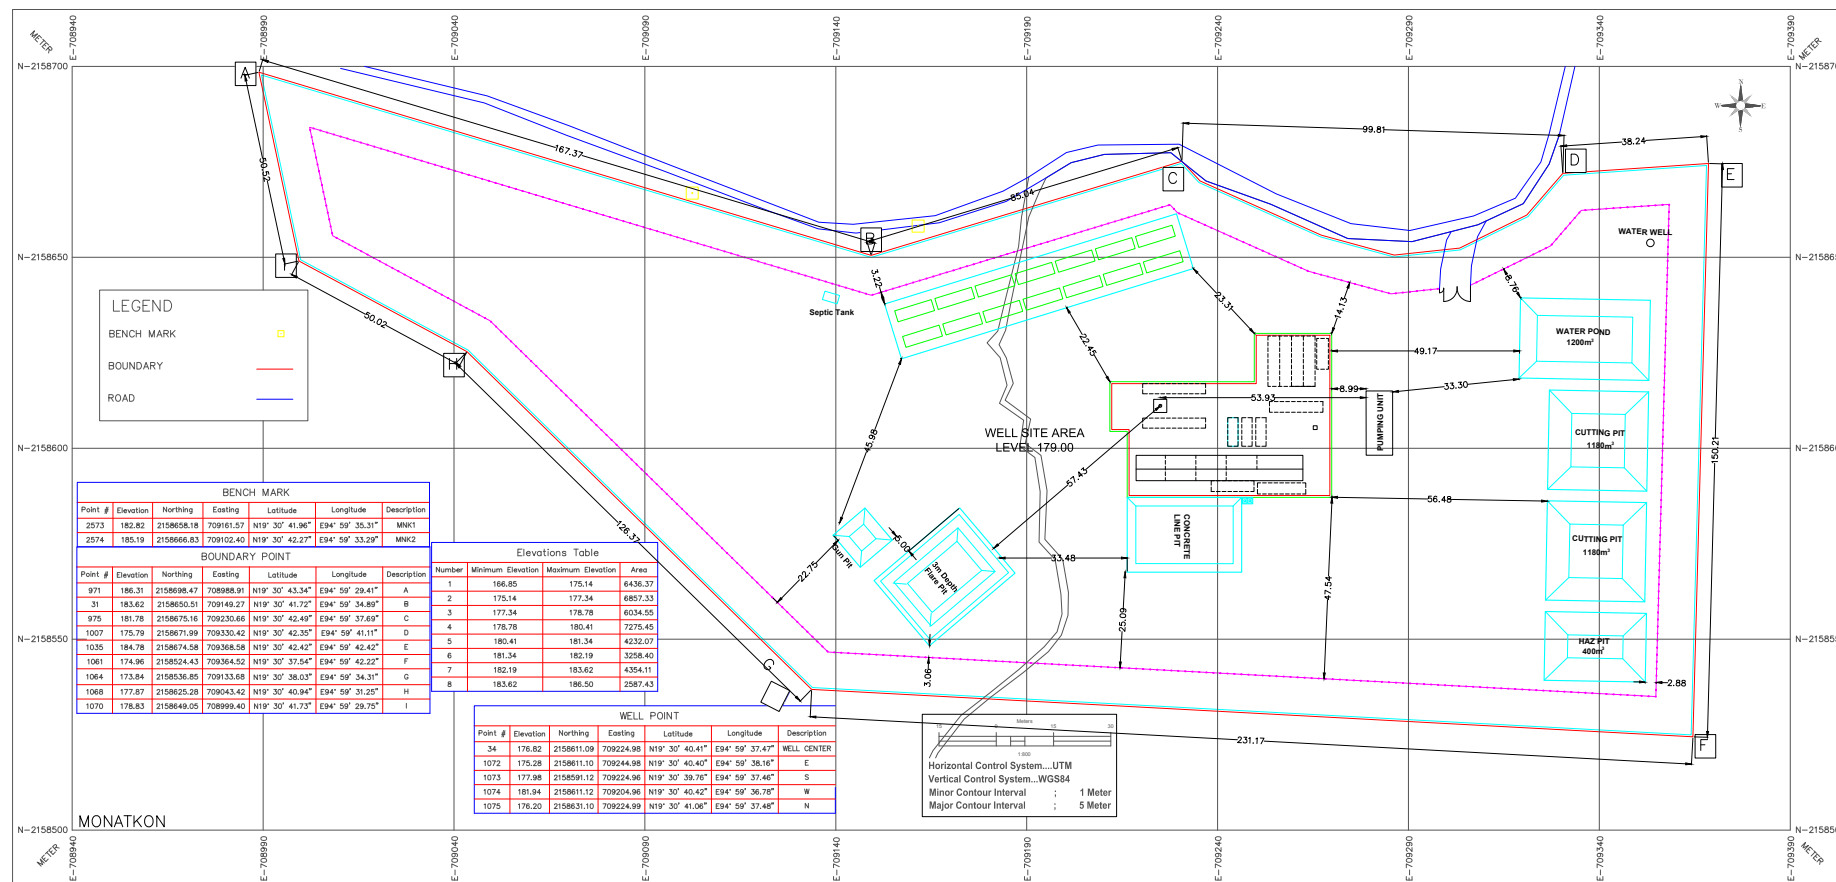 METER
E-708940
E-708990
E-709040
E-709090
E-709140
E-709190
E-709240
E-709290
E-709340
E-709390
METER
N-2158700
A
99.81
38.24
N
W E
S
167.37
50.52
D
C
E
85.04
B
WATER WELL
N-2158650
I
3.22
23.31
14.13
8.76
Septic Tank
LEGEND
BENCH MARK
BOUNDARY
ROAD
50.02
H
WATER POND
1200m³
22.45
49.17
8.99
33.30
53.93
PUMPING UNIT
WELL SITE AREA
LEVEL 179.00
CUTTING PIT
1180m³
150.21
45.98
57.43
N-2158600
56.48
BENCH MARK
Point # Elevation Northing Easting Latitude Longitude Description
2573 182.82 2158658.18 709161.57 N19° 30' 41.96" E94° 59' 35.31" MNK1
2574 185.19 2158666.83 709102.40 N19° 30' 42.27" E94° 59' 33.29" MNK2
BOUNDARY POINT
Point # Elevation Northing Easting Latitude Longitude Description
971 186.31 2158698.47 708988.91 N19° 30' 43.34" E94° 59' 29.41" A
31 183.62 2158650.51 709149.27 N19° 30' 41.72" E94° 59' 34.89" B
975 181.78 2158675.16 709230.66 N19° 30' 42.49" E94° 59' 37.69" C
1007 175.79 2158671.99 709330.42 N19° 30' 42.35" E94° 59' 41.11" D
1035 184.78 2158674.58 709368.58 N19° 30' 42.42" E94° 59' 42.42" E
1061 174.96 2158524.43 709364.52 N19° 30' 37.54" E94° 59' 42.22" F
1064 173.84 2158536.85 709133.68 N19° 30' 38.03" E94° 59' 34.31" G
1068 177.87 2158625.28 709043.42 N19° 30' 40.94" E94° 59' 31.25" H
1070 178.83 2158649.05 708999.40 N19° 30' 41.73" E94° 59' 29.75" I
Elevations Table
Number Minimum Elevation Maximum Elevation Area
1 166.85 175.14 6436.37
2 175.14 177.34 6857.33
3 177.34 178.78 6034.55
4 178.78 180.41 7275.45
5 180.41 181.34 4232.07
6 181.34 182.19 3258.40
7 182.19 183.62 4354.11
8 183.62 186.50 2587.43
126.37
Gun Pit
5.00
3m Depth
Flare Pit
33.48
CONCRETE
LINE PIT
CUTTING PIT
1180m³
22.75
25.09
47.54
N-2158550
HAZ PIT
400m³
3.06
2.88
G
231.17
F
WELL POINT
Point # Elevation Northing Easting Latitude Longitude Description
34 176.82 2158611.09 709224.98 N19° 30' 40.41" E94° 59' 37.47" WELL CENTER
1072 175.28 2158611.10 709244.98 N19° 30' 40.40" E94° 59' 38.16" E
1073 177.98 2158591.12 709224.96 N19° 30' 39.76" E94° 59' 37.46" S
1074 181.94 2158611.12 709204.96 N19° 30' 40.42" E94° 59' 36.78" W
1075 176.20 2158631.10 709224.99 N19° 30' 41.06" E94° 59' 37.48" N
Meters
15 0 15 30
1:600
Horizontal Control System....UTM
Vertical Control System...WGS84
Minor Contour Interval ; 1 Meter
Major Contour Interval ; 5 Meter
MONATKON
N-2158500
METER
E-708940
E-708990
E-709040
E-709090
E-709140
E-709190
E-709240
E-709290
E-709340
E-709390
METER